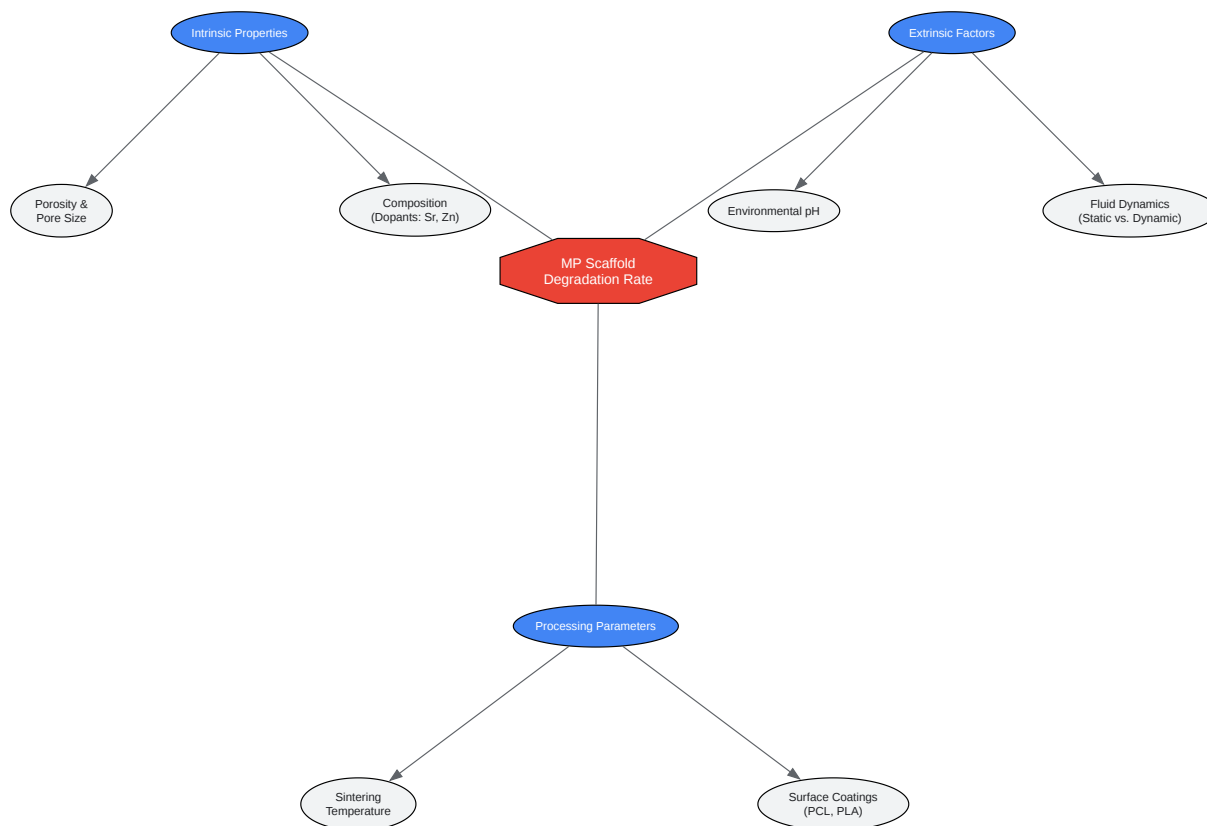 Intrinsic Properties
Extrinsic Factors
Porosity &
Pore Size
Composition
(Dopants: Sr, Zn)
Environmental pH
Fluid Dynamics
(Static vs. Dynamic)
MP Scaffold
Degradation Rate
Processing Parameters
Sintering
Temperature
Surface Coatings
(PCL, PLA)